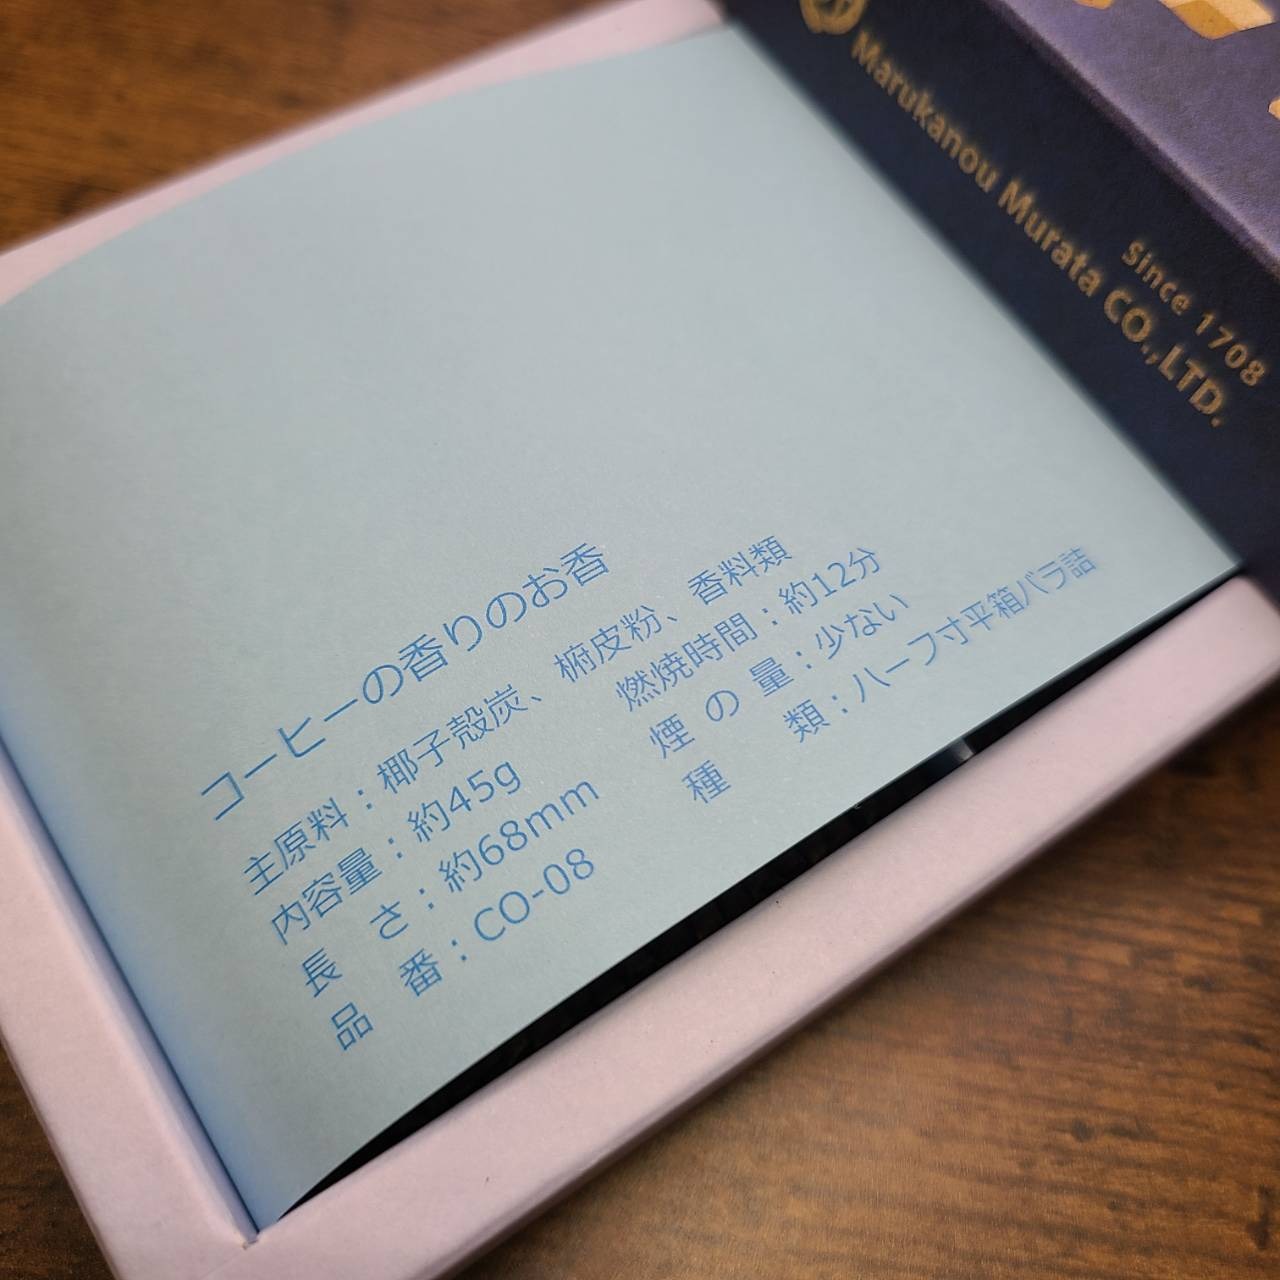 Marukanou Murata CO.,LTD.
Since 1708
コーヒーの香りのお香
主原料：椰子殻炭、椨皮粉、香料類
内容量：約45g
長さ：約68mm
品番：CO-08
燃焼時間：約12分
煙の量：少ない
種類：ハーフ寸平箱バラ詰